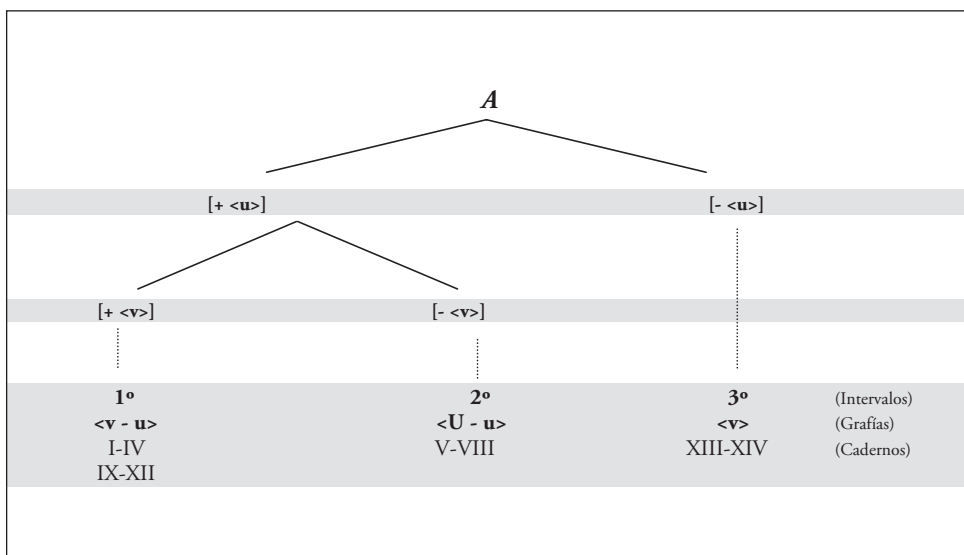 A
[+ <u>] [- <u>]
[+ <v>] [- <v>]
1º 2º 3º (Intervalos)
<v - u> <U - u> <v> (Grafías)
I-IV V-VIII XIII-XIV (Cadernos)
IX-XII